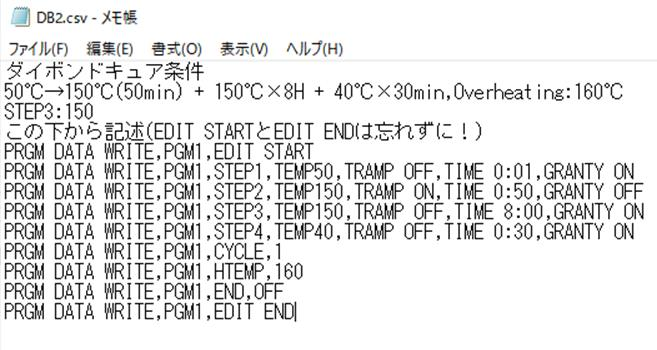 DB2.csv - メモ帳
ファイル(F) 編集(E) 書式(O) 表示(V) ヘルプ(H)
ダイボンドキュア条件
50℃→150℃(50min) + 150℃×8H + 40℃×30min,Overheating:160℃
STEP3:150
この下から記述(EDIT STARTとEDIT ENDは忘れずに！)
PRGM DATA WRITE,PGM1,EDIT START
PRGM DATA WRITE,PGM1,STEP1,TEMP50,TRAMP OFF,TIME 0:01,GRANTY ON
PRGM DATA WRITE,PGM1,STEP2,TEMP150,TRAMP ON,TIME 0:50,GRANTY OFF
PRGM DATA WRITE,PGM1,STEP3,TEMP150,TRAMP OFF,TIME 8:00,GRANTY ON
PRGM DATA WRITE,PGM1,STEP4,TEMP40,TRAMP OFF,TIME 0:30,GRANTY ON
PRGM DATA WRITE,PGM1,CYCLE,1
PRGM DATA WRITE,PGM1,HTEMP,160
PRGM DATA WRITE,PGM1,END,OFF
PRGM DATA WRITE,PGM1,EDIT END